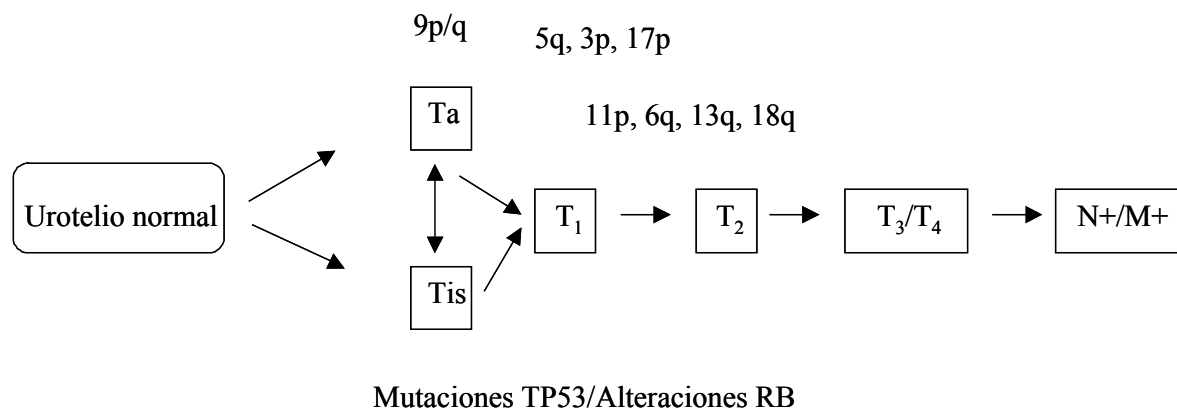 9p/q
5q, 3p, 17p
Ta
11p, 6q, 13q, 18q
Urotelio normal
T₁
T₂
T₃/T₄
N+/M+
Tis
Mutaciones TP53/Alteraciones RB